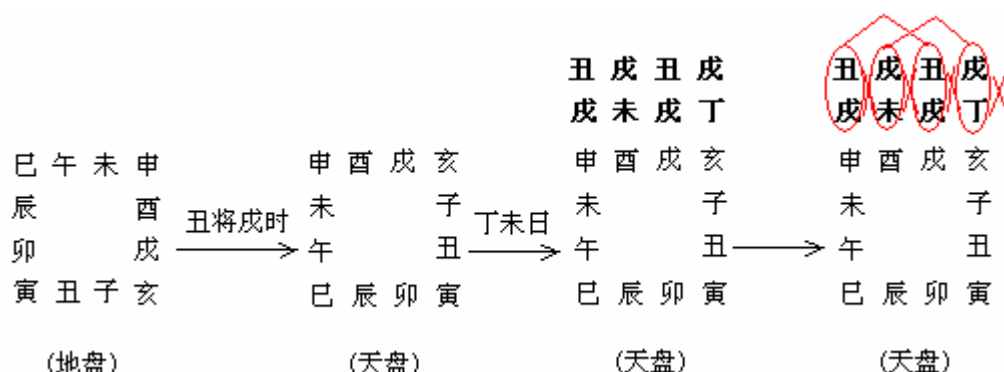 丑 戌 丑 戌
戌 未 戌 丁
丑 戌 丑 戌
戌 未 戌 丁
巳 午 未 申
辰 酉
卯 戌
寅 丑 子 亥
(地盘)
丑将戌时
申 酉 戌 亥
未 子
午 丑
巳 辰 卯 寅
(天盘)
丁未日
申 酉 戌 亥
未 子
午 丑
巳 辰 卯 寅
(天盘)
申 酉 戌 亥
未 子
午 丑
巳 辰 卯 寅
(天盘)